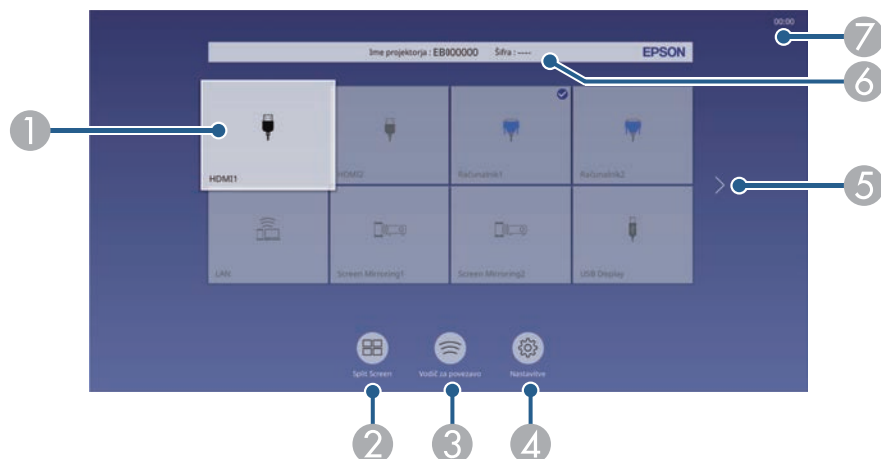 00:00
7
Ime projektorja : EB900000 Šifra : ---- EPSON
6
1
HDMI1 HDMI2 Računalnik1 Računalnik2
5
LAN Screen Mirroring1 Screen Mirroring2 USB Display
Split Screen Vodič za povezavo Nastavitve
2 3 4